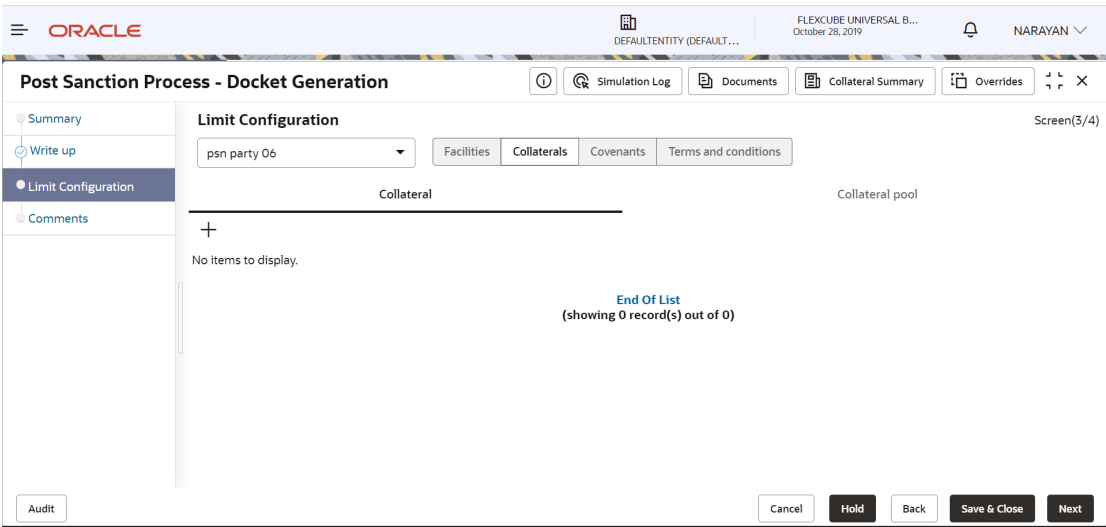 ORACLE
DEFAULTENTITY (DEFAULT...
FLEXCUBE UNIVERSAL B...
October 28, 2019
NARAYAN
Post Sanction Process - Docket Generation
Simulation Log
Documents
Collateral Summary
Overrides
Summary
Write up
Limit Configuration
Comments
Limit Configuration
Screen(3/4)
psn party 06
Facilities
Collaterals
Covenants
Terms and conditions
Collateral
Collateral pool
No items to display.
End Of List
(showing 0 record(s) out of 0)
Audit
Cancel
Hold
Back
Save & Close
Next